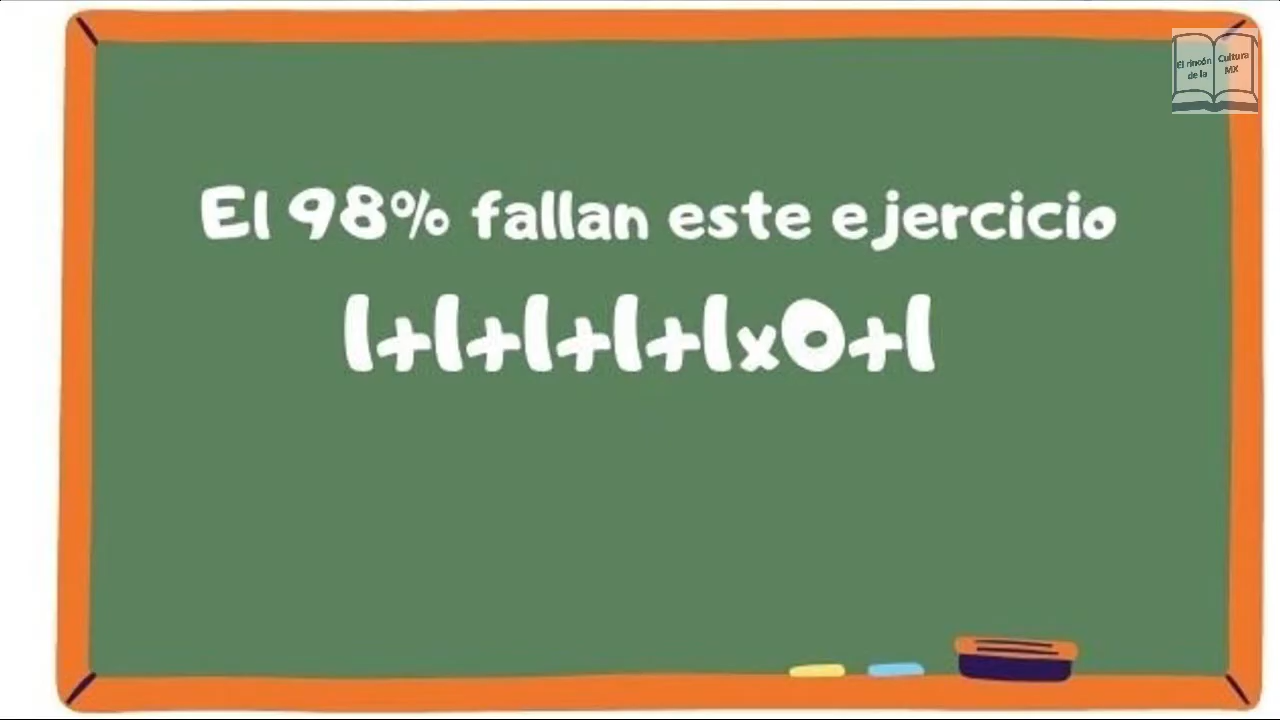 El rincón Cultura
de la MX
El 98% fallan este ejercicio
1+1+1+1+1x0+1